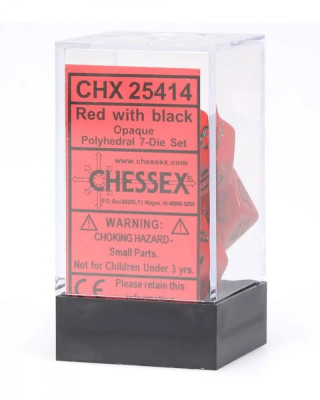 CHX 25414
Red with black
Opaque
Polyhedral 7-Die Set
www.chessex.com
CHESSEX
WARNING:
CHOKING HAZARD-
Small Parts.
Not for Children Under 3 yrs.
CE Please retain this
information